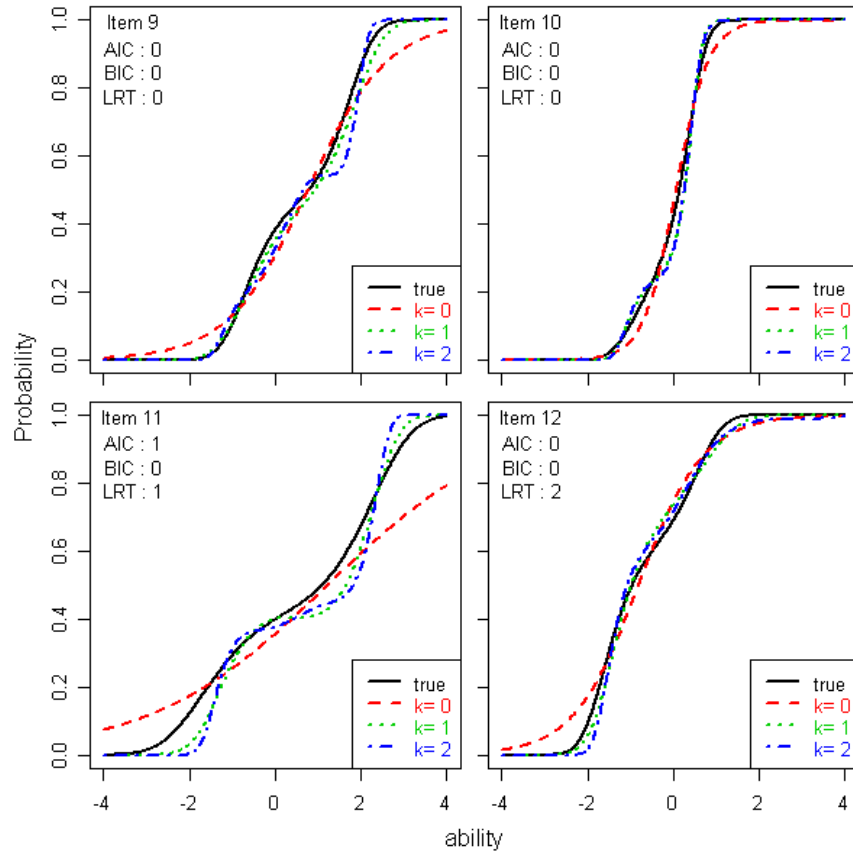 Item 9
AIC : 0
BIC : 0
LRT : 0
true
k= 0
k= 1
k= 2
0.0
0.2
0.4
0.6
0.8
1.0
Item 10
AIC : 0
BIC : 0
LRT : 0
true
k= 0
k= 1
k= 2
Probability
Item 11
AIC : 1
BIC : 0
LRT : 1
true
k= 0
k= 1
k= 2
0.0
0.2
0.4
0.6
0.8
1.0
-4
-2
0
2
4
Item 12
AIC : 0
BIC : 0
LRT : 2
true
k= 0
k= 1
k= 2
-4
-2
0
2
4
ability